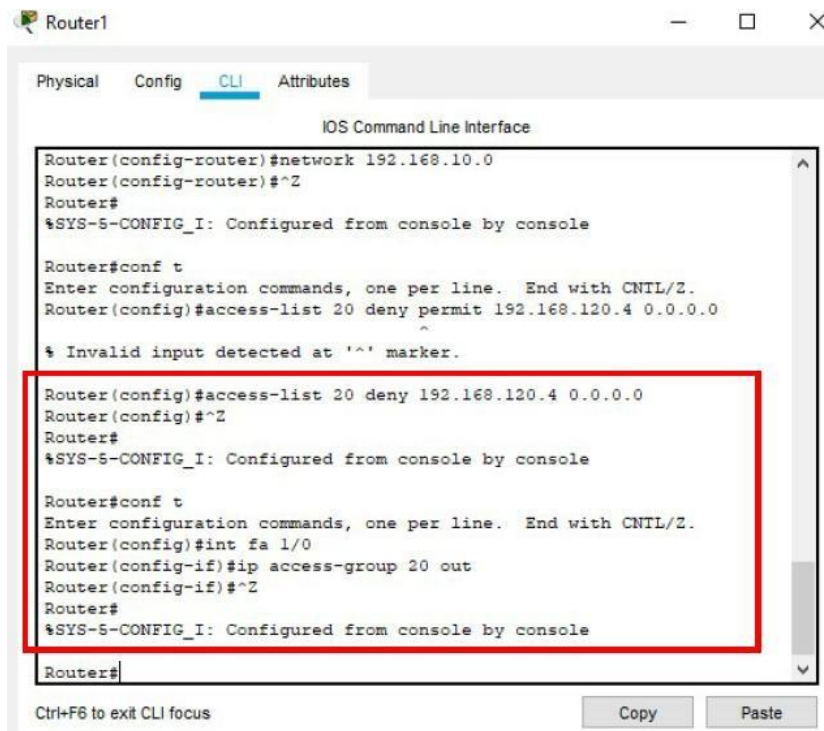 Router1
Physical Config CLI Attributes
IOS Command Line Interface
Router(config-router)#network 192.168.10.0
Router(config-router)#^Z
Router#
%SYS-5-CONFIG_I: Configured from console by console
Router#conf t
Enter configuration commands, one per line. End with CNTL/Z.
Router(config)#access-list 20 deny permit 192.168.120.4 0.0.0.0
^
% Invalid input detected at '^' marker.
Router(config)#access-list 20 deny 192.168.120.4 0.0.0.0
Router(config)#^Z
Router#
%SYS-5-CONFIG_I: Configured from console by console
Router#conf t
Enter configuration commands, one per line. End with CNTL/Z.
Router(config)#int fa 1/0
Router(config-if)#ip access-group 20 out
Router(config-if)#^Z
Router#
%SYS-5-CONFIG_I: Configured from console by console
Router#
Ctrl+F6 to exit CLI focus
Copy Paste